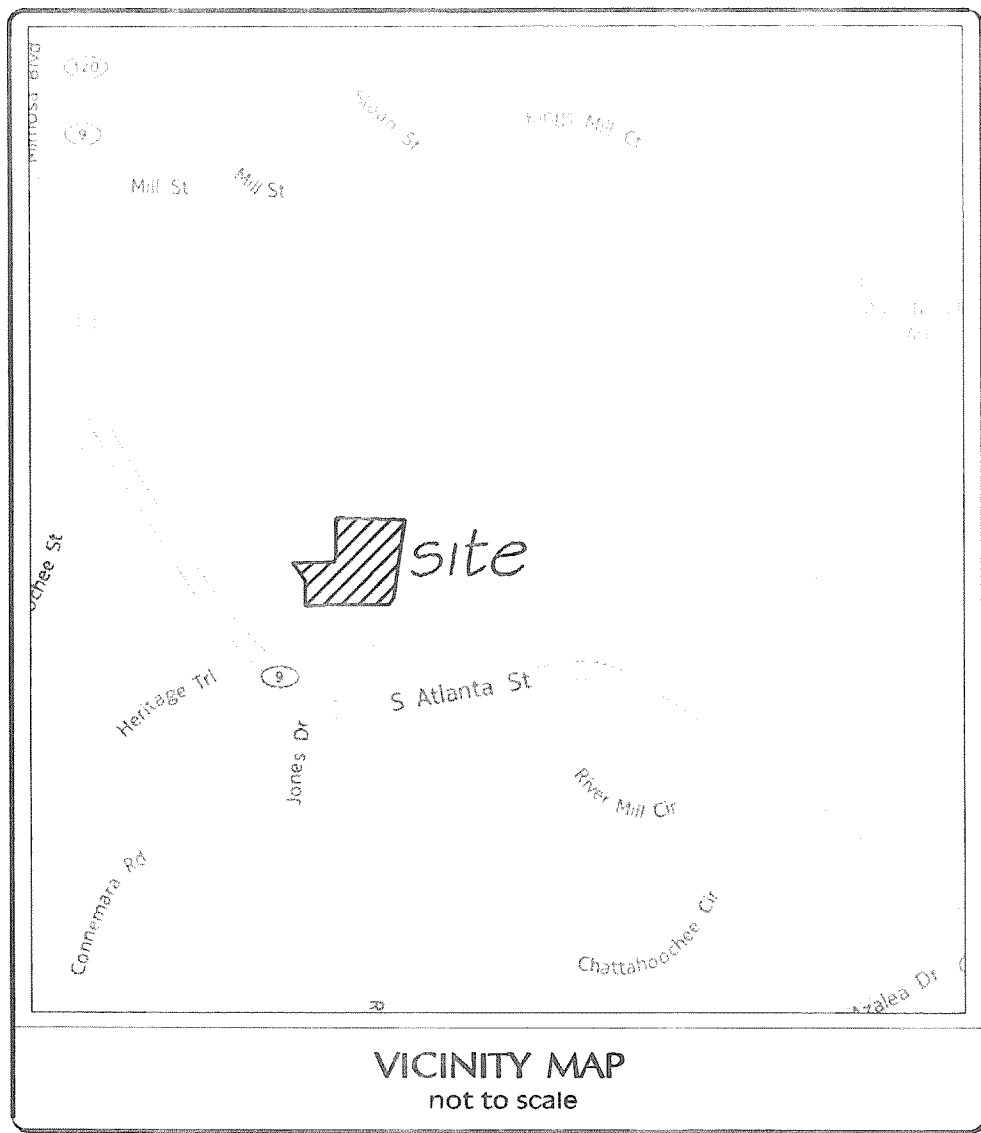 120
9
Mill St
Mill St
Sloan St
Kings Mill Ct
ochee St
site
Heritage Trl
9
S Atlanta St
Jones Dr
River Mill Cir
Connemara Rd
Chattahoochee Cir
Azalea Dr
R
VICINITY MAP
not to scale